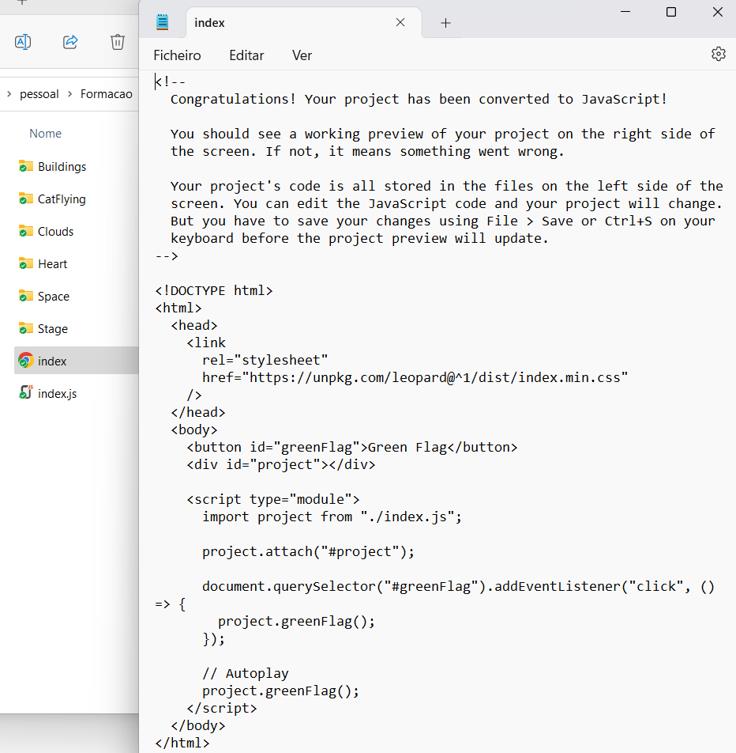 index
Ficheiro Editar Ver
pessoal > Formacao
Nome
Buildings
CatFlying
Clouds
Heart
Space
Stage
index
index.js
<!--
  Congratulations! Your project has been converted to JavaScript!

  You should see a working preview of your project on the right side of
  the screen. If not, it means something went wrong.

  Your project's code is all stored in the files on the left side of the
  screen. You can edit the JavaScript code and your project will change.
  But you have to save your changes using File > Save or Ctrl+S on your
  keyboard before the project preview will update.
-->

<!DOCTYPE html>
<html>
  <head>
    <link
      rel="stylesheet"
      href="https://unpkg.com/leopard@^1/dist/index.min.css"
    />
  </head>
  <body>
    <button id="greenFlag">Green Flag</button>
    <div id="project"></div>

    <script type="module">
      import project from "./index.js";

      project.attach("#project");

      document.querySelector("#greenFlag").addEventListener("click", ()
=> {
        project.greenFlag();
      });

      // Autoplay
      project.greenFlag();
    </script>
  </body>
</html>